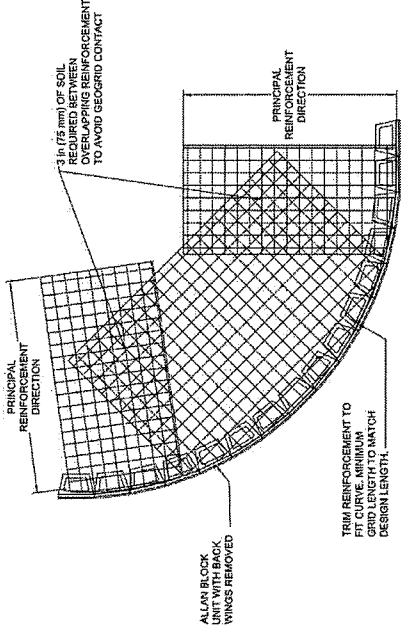 3 in (75 mm) OF SOIL
REQUIRED BETWEEN
OVERLAPPING REINFORCEMENT
TO AVOID GEOGRID CONTACT
PRINCIPAL
REINFORCEMENT
DIRECTION
PRINCIPAL
REINFORCEMENT
DIRECTION
ALLAN BLOCK
UNIT WITH BACK
WINGS REMOVED
TRIM REINFORCEMENT TO
FIT CURVE. MINIMUM
GRID LENGTH TO MATCH
DESIGN LENGTH.